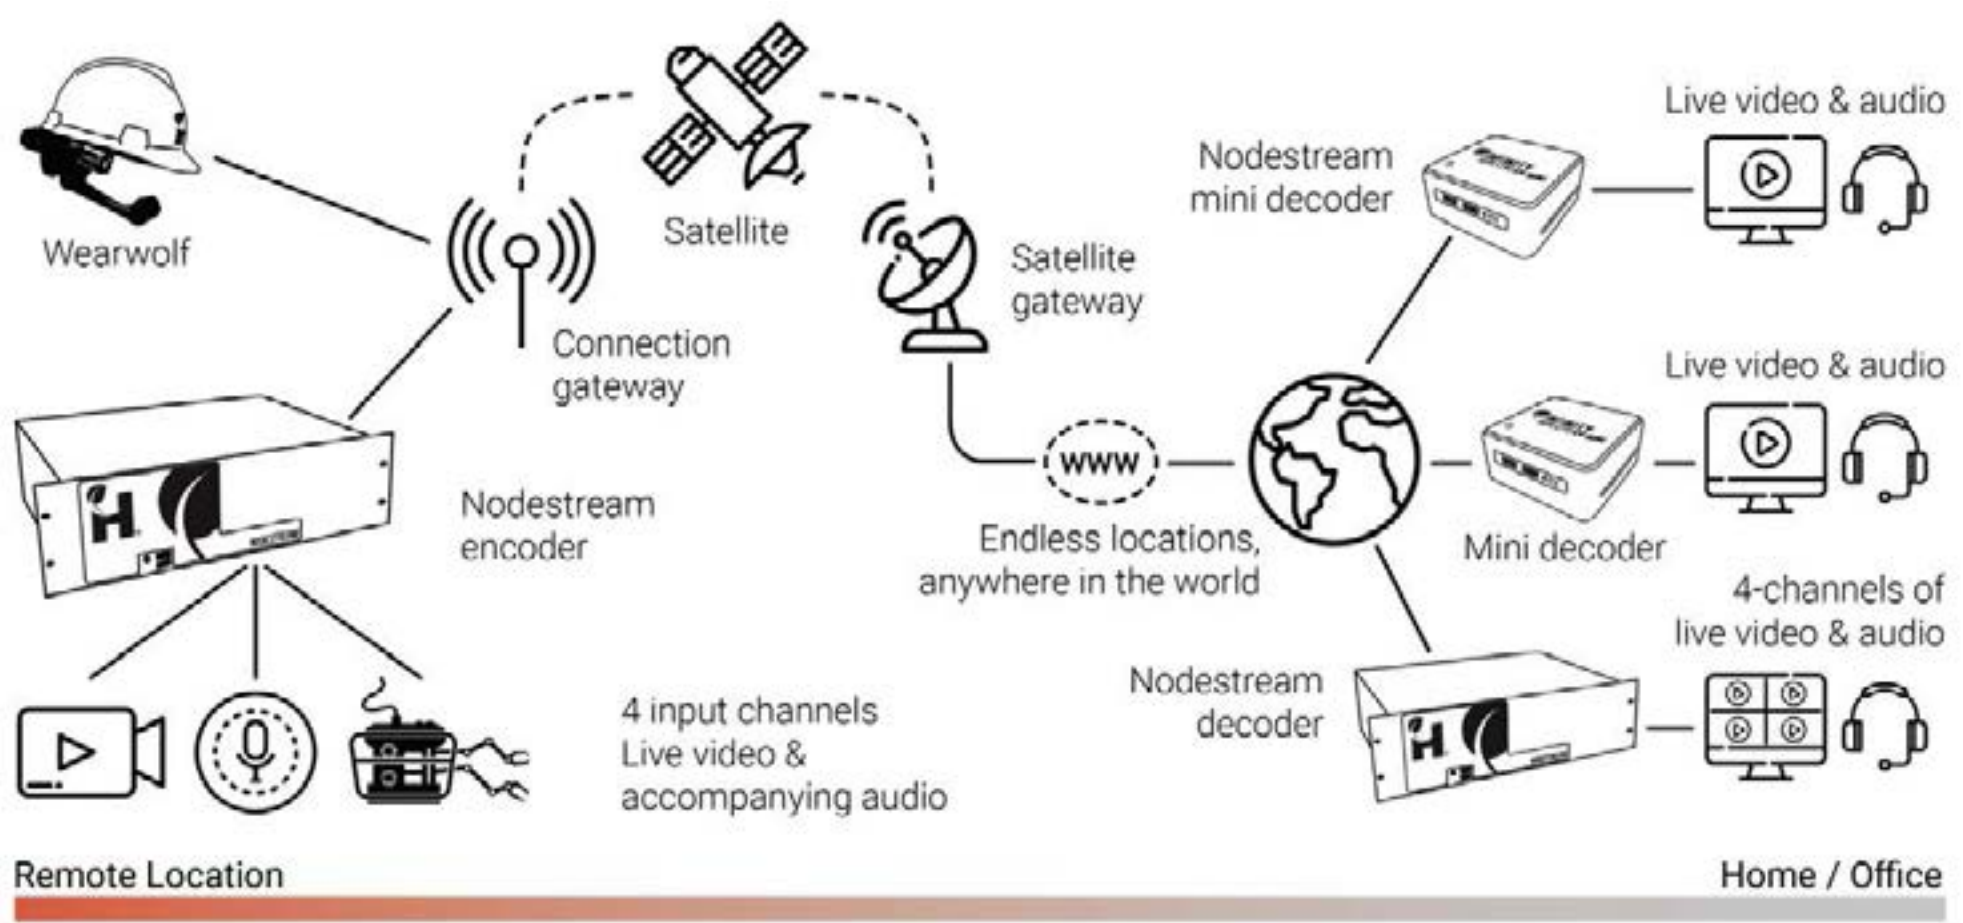 Wearwolf
Satellite
Connection
gateway
Satellite
gateway
Nodestream
encoder
4 input channels
Live video &
accompanying audio
www
Endless locations,
anywhere in the world
Nodestream
mini decoder
Live video & audio
Mini decoder
Live video & audio
Nodestream
decoder
4-channels of
live video & audio
H
H
Remote Location
Home / Office